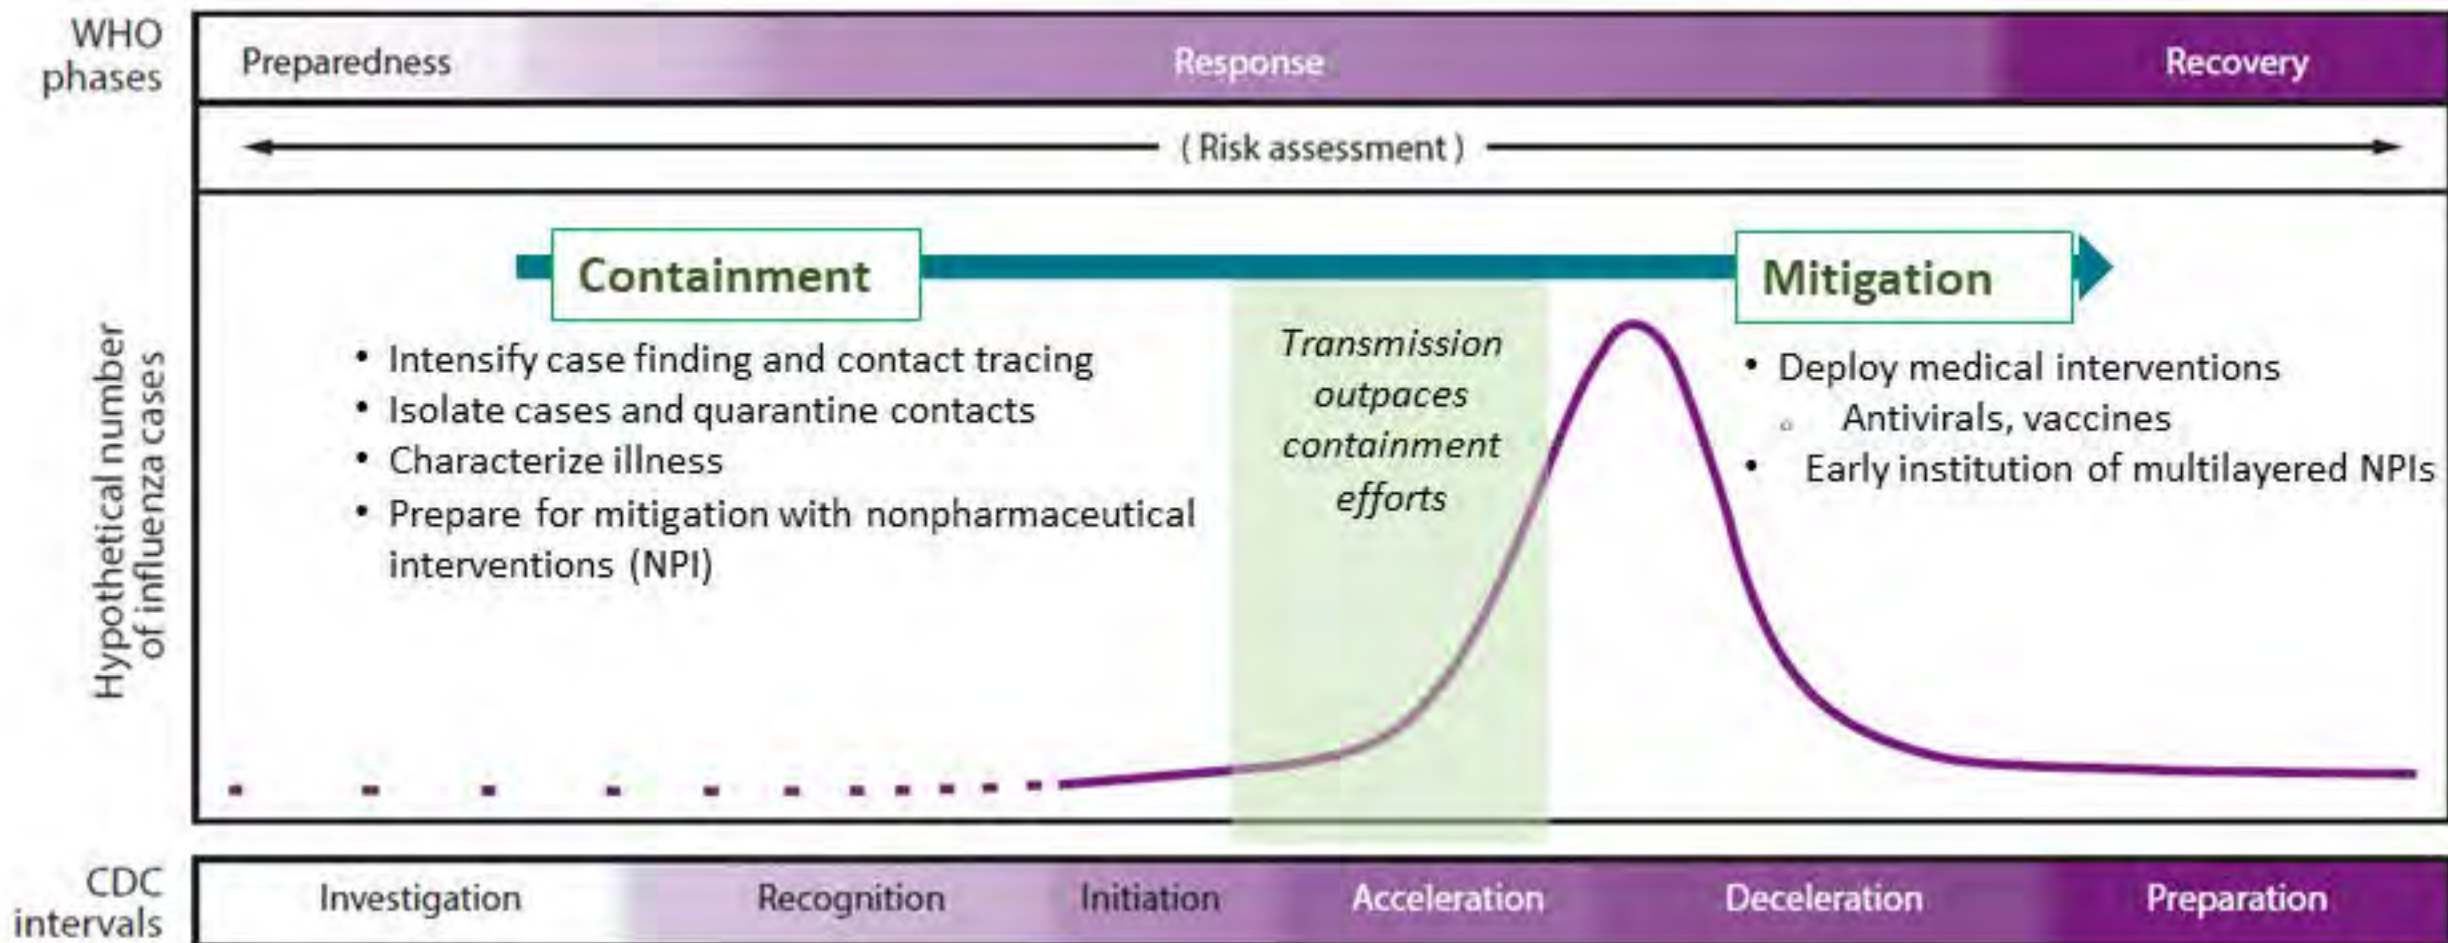 WHO
phases
Preparedness
Response
Recovery
( Risk assessment )
Hypothetical number
of influenza cases
Containment
• Intensify case finding and contact tracing
• Isolate cases and quarantine contacts
• Characterize illness
• Prepare for mitigation with nonpharmaceutical
interventions (NPI)
Transmission
outpaces
containment
efforts
Mitigation
• Deploy medical interventions
○ Antivirals, vaccines
• Early institution of multilayered NPIs
CDC
intervals
Investigation
Recognition
Initiation
Acceleration
Deceleration
Preparation